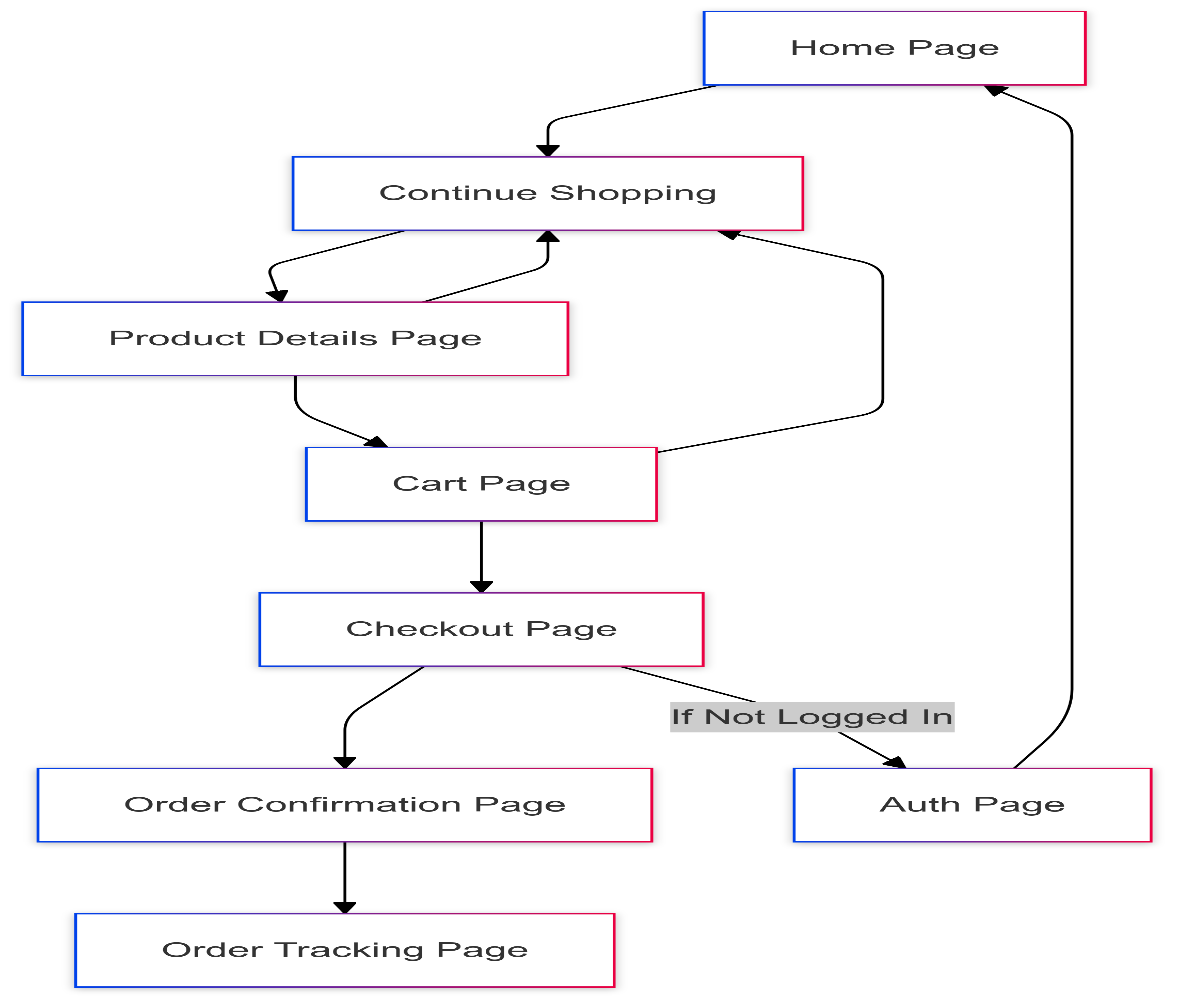 Home Page
Continue Shopping
Product Details Page
Cart Page
Checkout Page
If Not Logged In
Order Confirmation Page
Auth Page
Order Tracking Page